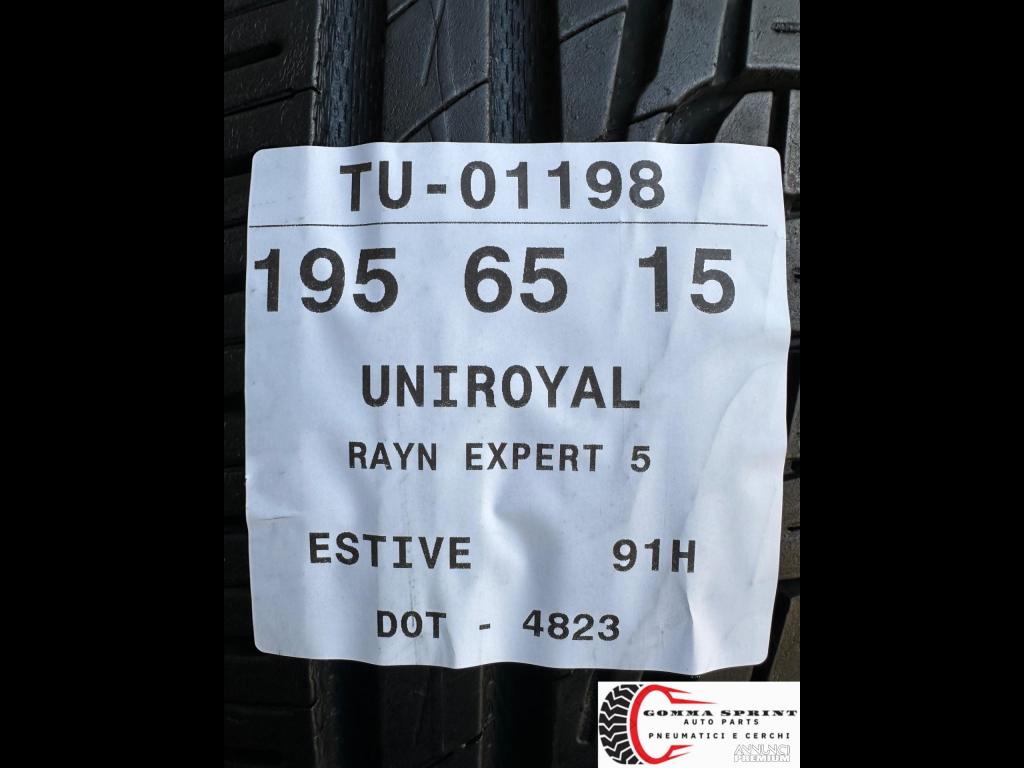 TU-01198
195 65 15
UNIROYAL
RAYN EXPERT 5
ESTIVE 91H
DOT - 4823
GOMMA SPRINT
AUTO PARTS
PNEUMATICI E CERCHI
ANNUNCI
PREMIUM